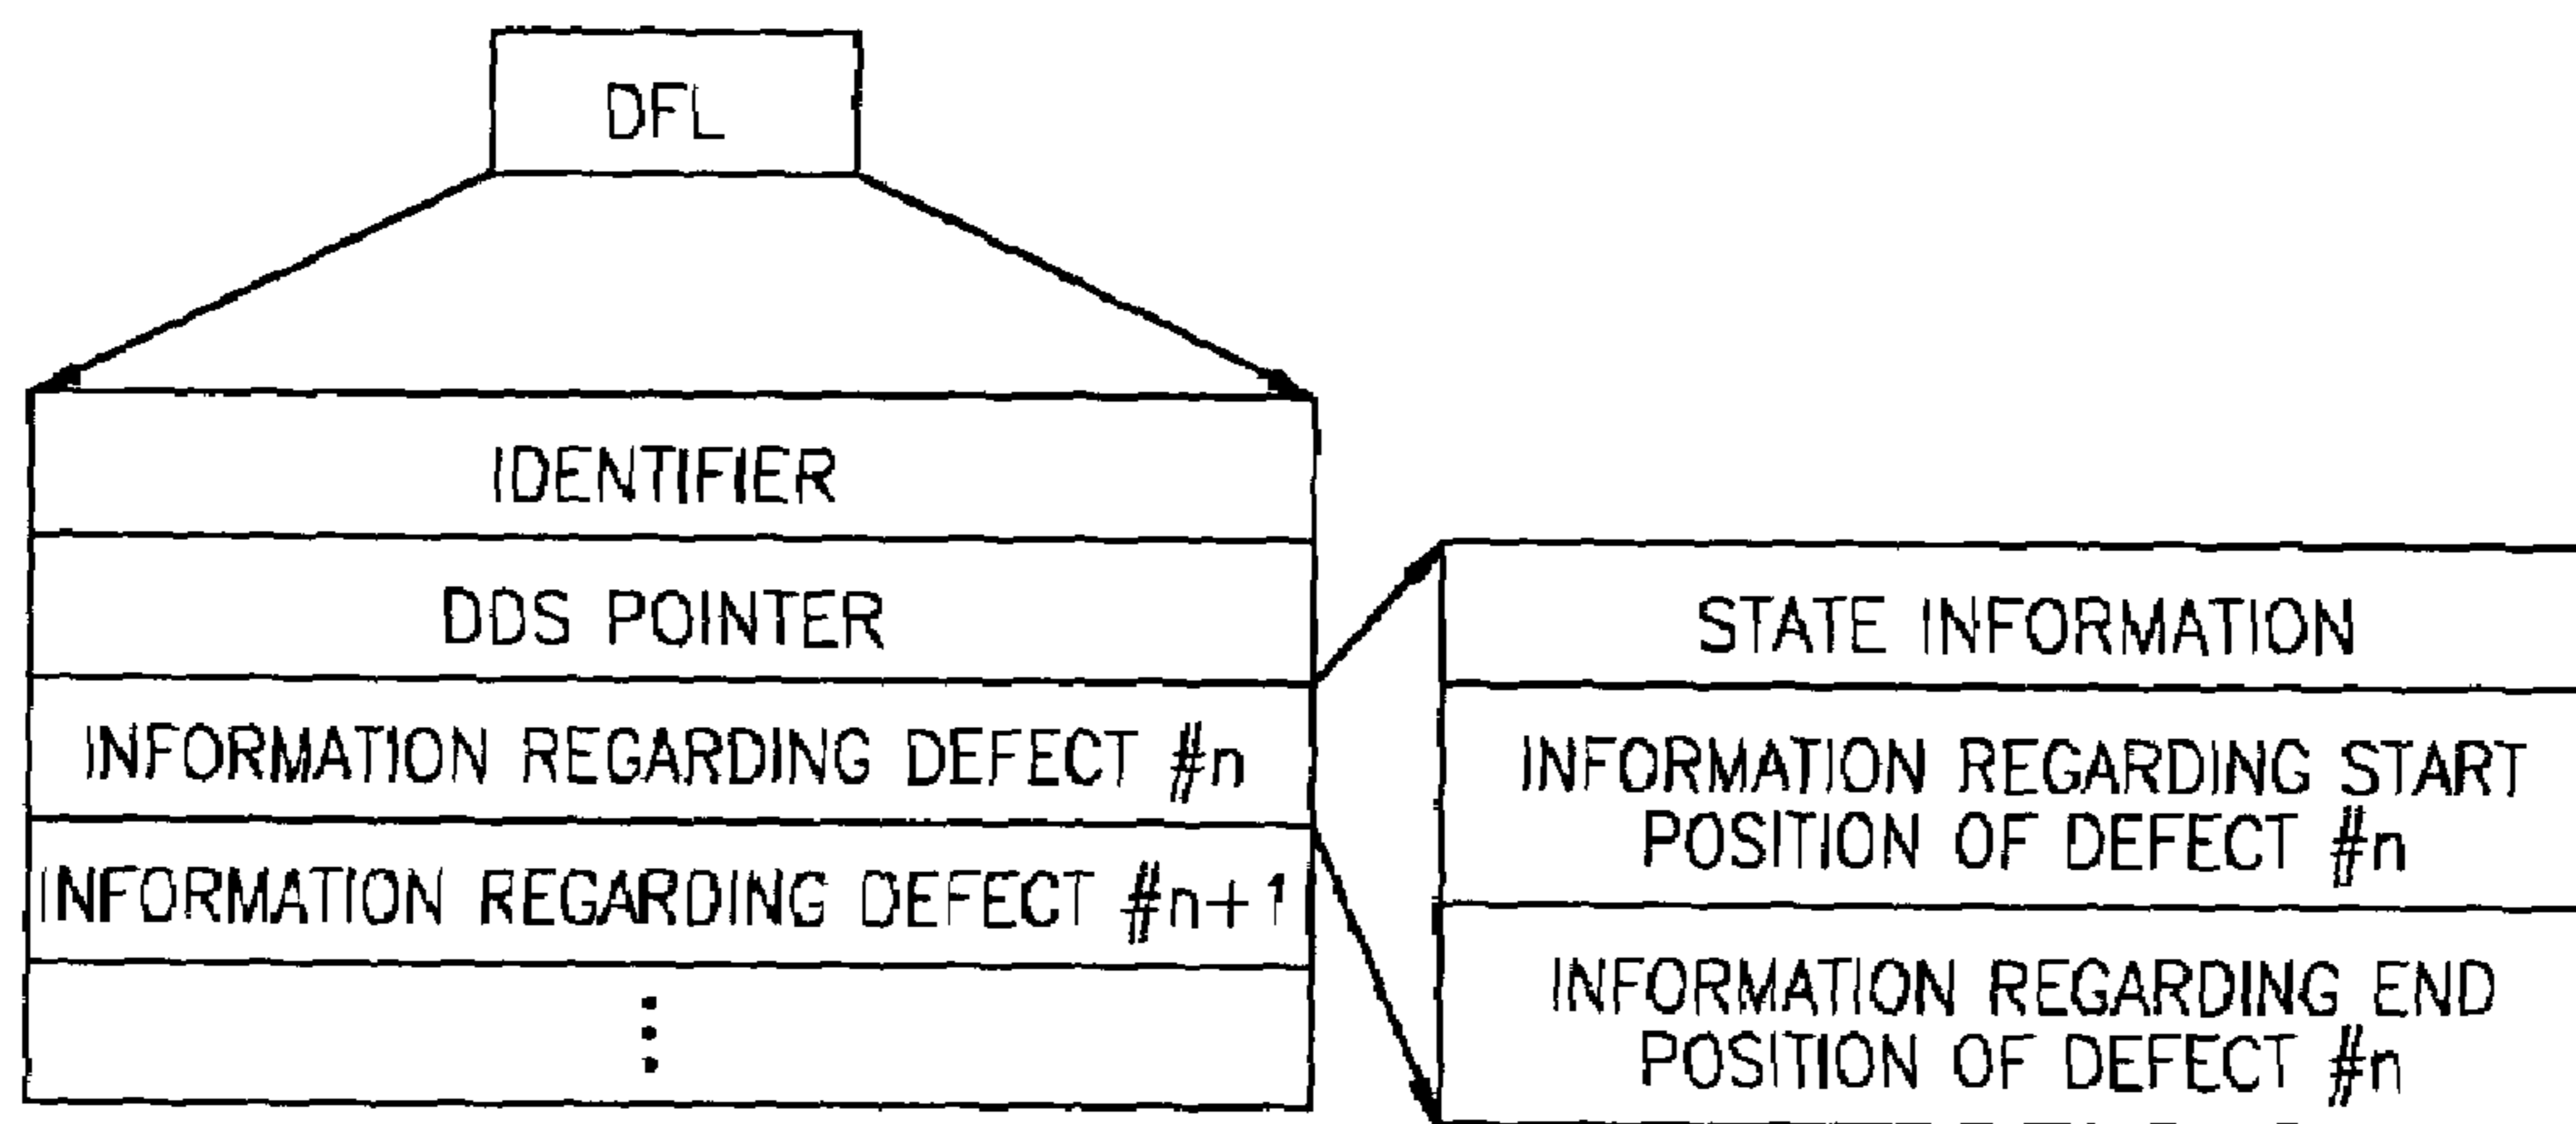 DFL
IDENTIFIER
DDS POINTER
INFORMATION REGARDING DEFECT #n
INFORMATION REGARDING DEFECT #n+1
STATE INFORMATION
INFORMATION REGARDING START
POSITION OF DEFECT #n
INFORMATION REGARDING END
POSITION OF DEFECT #n